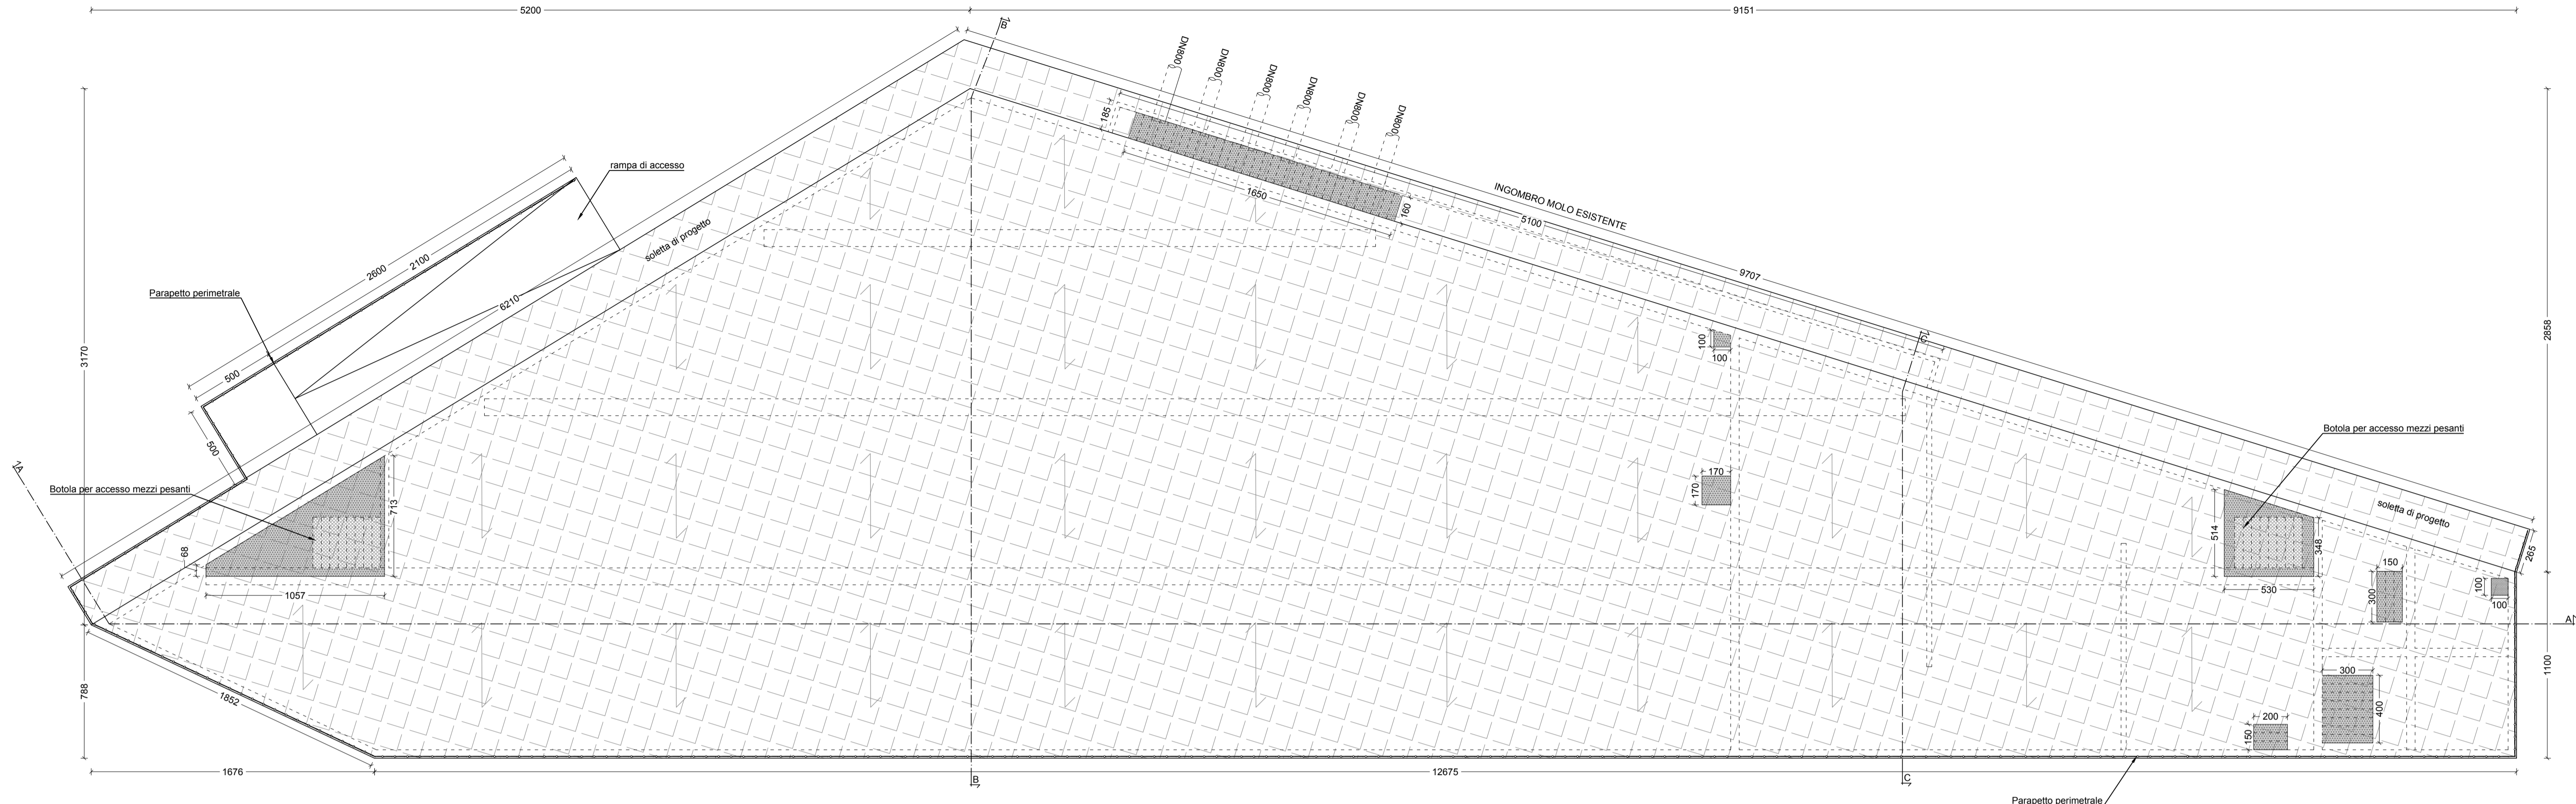 5200
9151
B
DN800
DN800
DN800
DN800
DN800
DN800
185
rampa di accesso
1650
160
INGOMBRO MOLO ESISTENTE
5100
9707
soletta di progetto
2600
2100
6210
Parapetto perimetrale
500
500
3170
2858
100
100
C
A
Botola per accesso mezzi pesanti
Botola per accesso mezzi pesanti
713
68
1057
170
170
514
348
530
soletta di progetto
265
150
300
100
100
A
788
1100
1852
300
400
200
150
1676
12675
B
C
Parapetto perimetrale